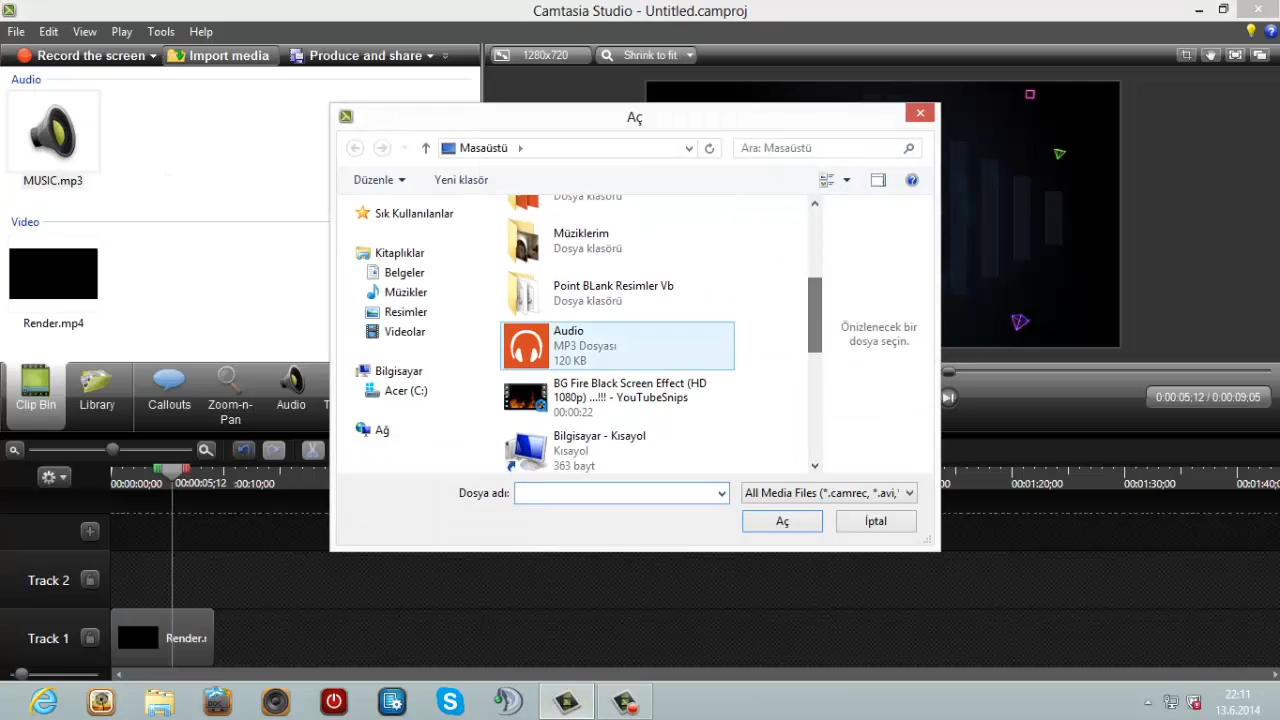 Camtasia Studio - Untitled.camproj
File Edit View Play Tools Help
Record the screen Import media Produce and share 1280x720 Shrink to fit
Audio
MUSIC.mp3
Video
Render.mp4
Aç
Masaüstü
Ara: Masaüstü
Düzenle Yeni klasör
Sık Kullanılanlar
Kitaplıklar
Belgeler
Müzikler
Resimler
Videolar
Bilgisayar
Acer (C:)
Ağ
Dosya klasörü
Müziklerim
Dosya klasörü
Point BLank Resimler Vb
Dosya klasörü
Audio
MP3 Dosyası
120 KB
BG Fire Black Screen Effect (HD
1080p) ...!!! - YouTubeSnips
00:00:22
Bilgisayar - Kısayol
Kısayol
363 bayt
Önizlenecek bir
dosya seçin.
Dosya adı:
All Media Files (*.camrec, *.avi,
Aç İptal
Clip Bin
Library
Callouts
Zoom-n-
Pan
Audio
T
0:00:05;12 / 0:00:09;05
00:00:00;00 00:00:05;12 :00:10;00 00:01:20;00 00:01:30;00 00:01:40;0
Track 2
Track 1
Render.r
DOC
22:11
13.6.2014